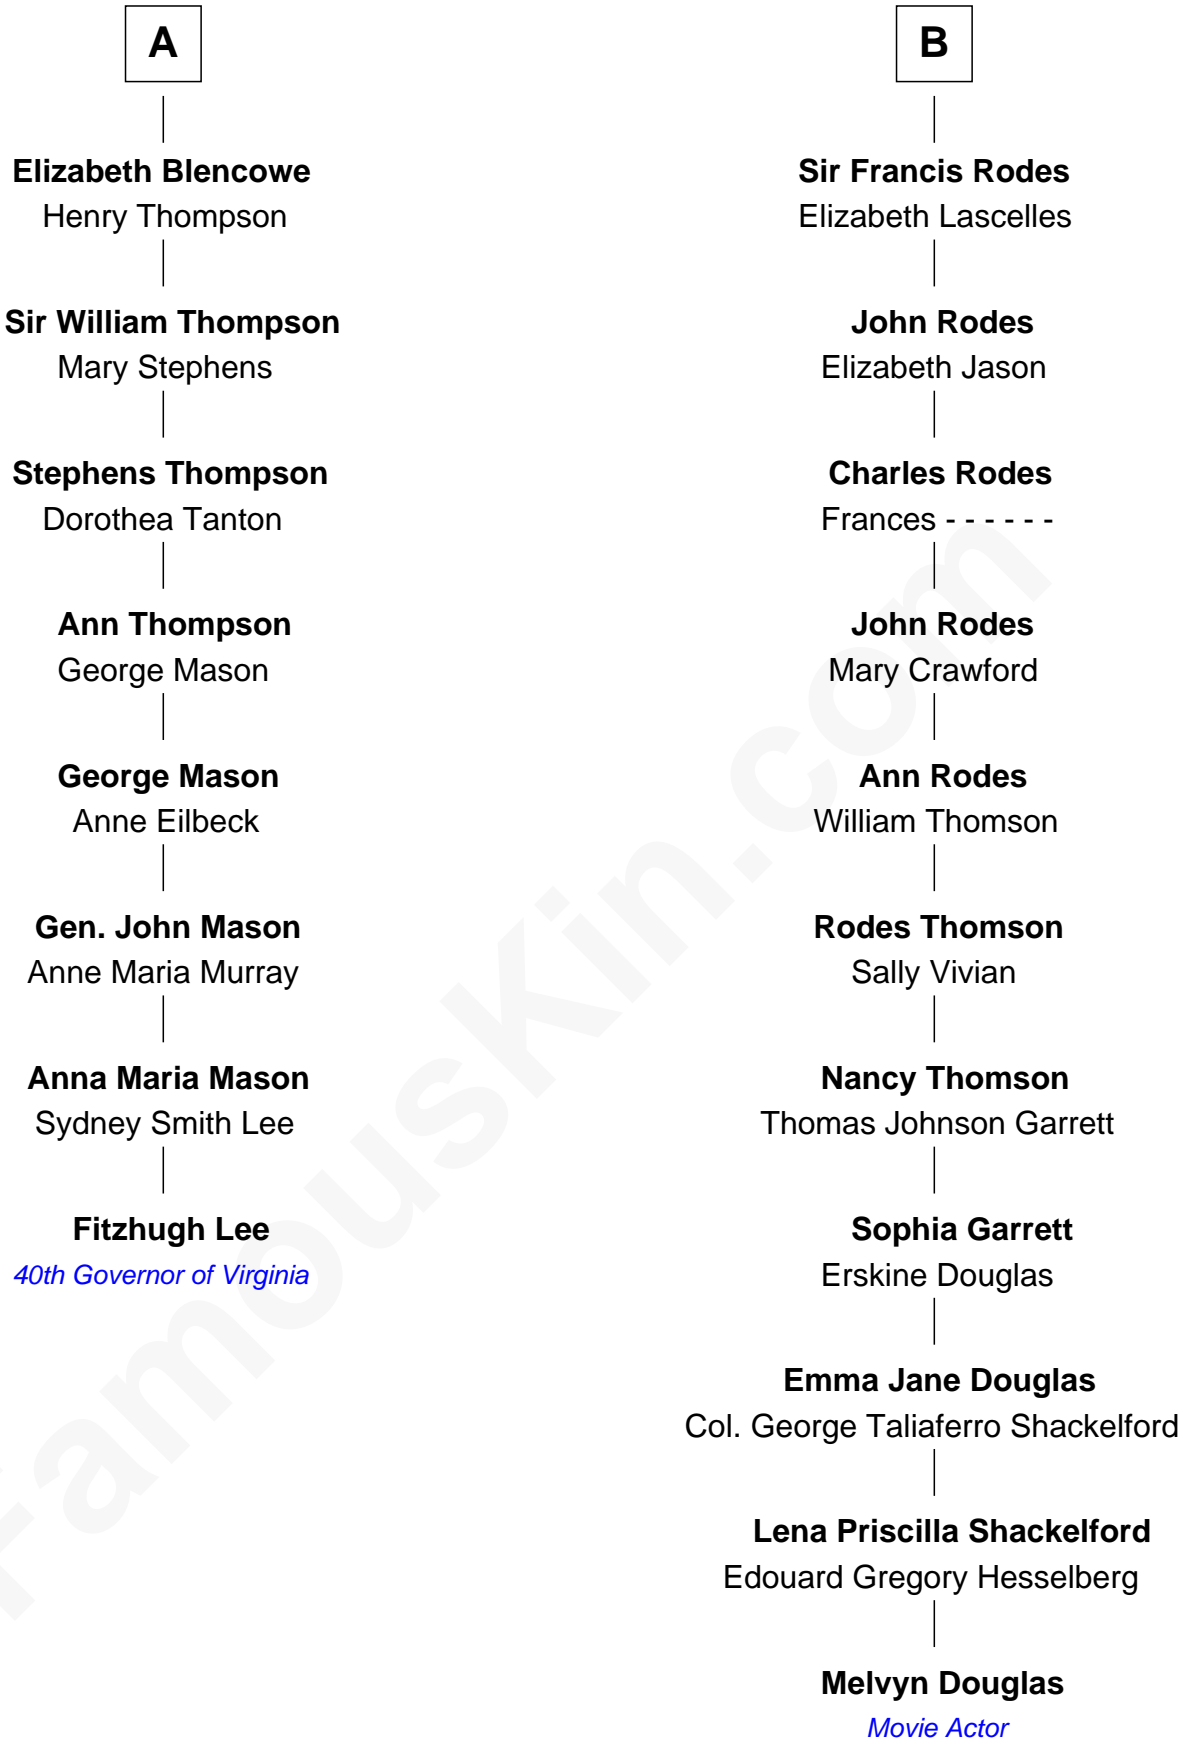 A
Elizabeth Blencowe
Henry Thompson
Sir William Thompson
Mary Stephens
Stephens Thompson
Dorothea Tanton
Ann Thompson
George Mason
George Mason
Anne Eilbeck
Gen. John Mason
Anne Maria Murray
Anna Maria Mason
Sydney Smith Lee
Fitzhugh Lee
40th Governor of Virginia
B
Sir Francis Rodes
Elizabeth Lascelles
John Rodes
Elizabeth Jason
Charles Rodes
Frances - - - - - -
John Rodes
Mary Crawford
Ann Rodes
William Thomson
Rodes Thomson
Sally Vivian
Nancy Thomson
Thomas Johnson Garrett
Sophia Garrett
Erskine Douglas
Emma Jane Douglas
Col. George Taliaferro Shackelford
Lena Priscilla Shackelford
Edouard Gregory Hesselberg
Melvyn Douglas
Movie Actor
FamousKin.com